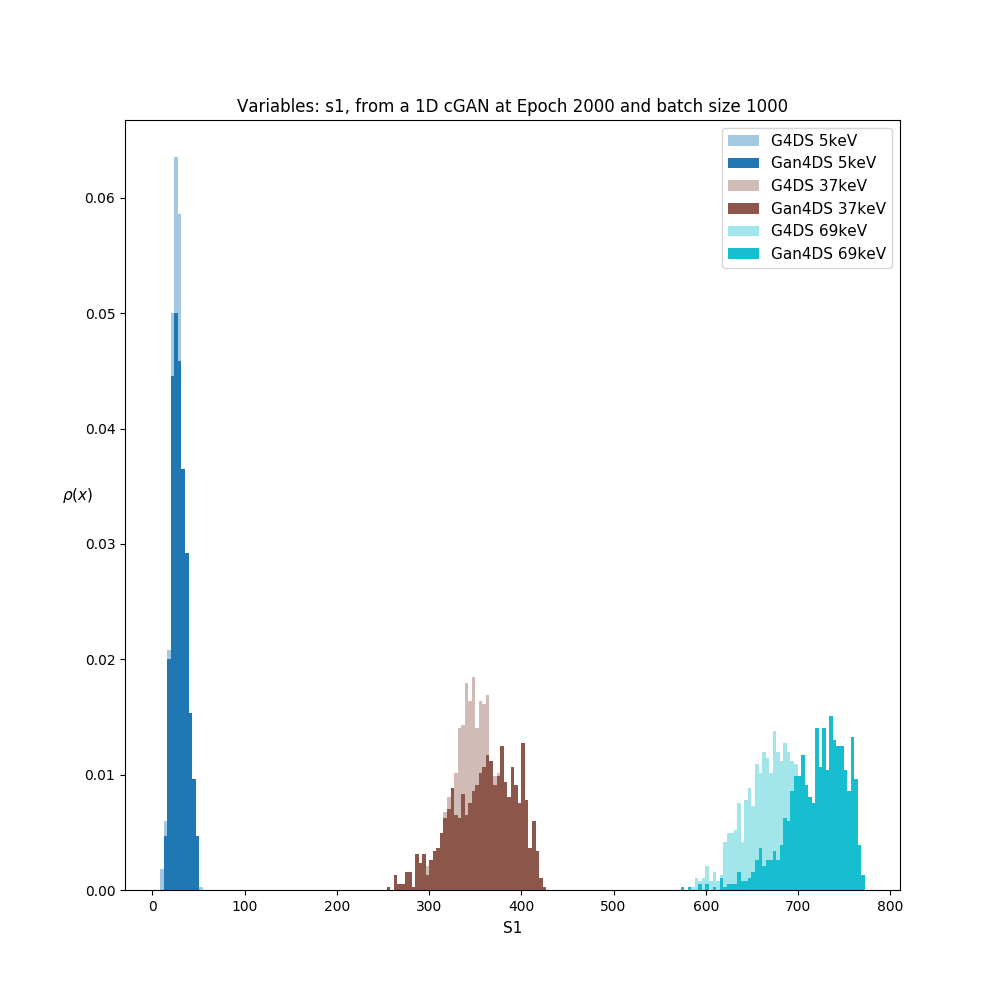 Variables: s1, from a 1D cGAN at Epoch 2000 and batch size 1000
G4DS 5keV
Gan4DS 5keV
G4DS 37keV
Gan4DS 37keV
G4DS 69keV
Gan4DS 69keV
0.06
0.05
0.04
ρ(x)
0.03
0.02
0.01
0.00
0 100 200 300 400 500 600 700 800
S1